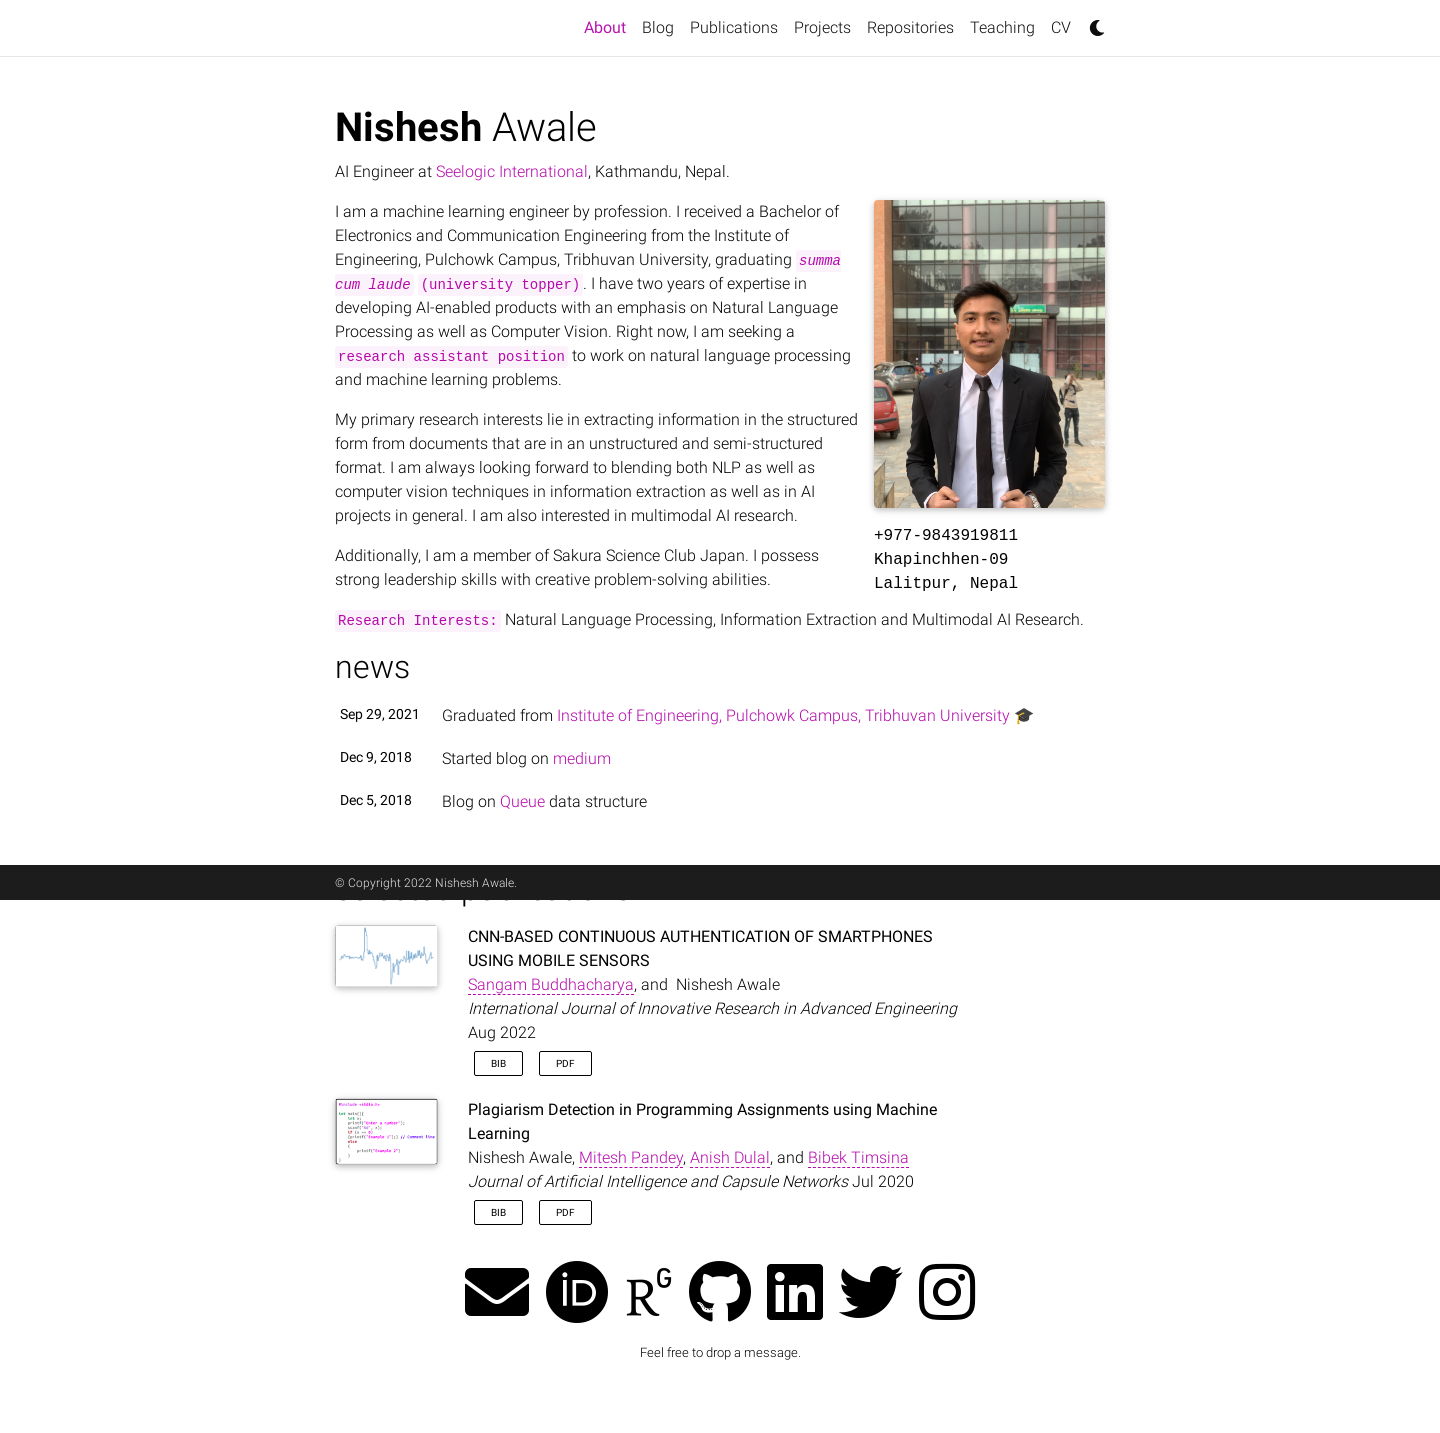 About Blog Publications Projects Repositories Teaching CV
Nishesh Awale
AI Engineer at Seelogic International, Kathmandu, Nepal.
I am a machine learning engineer by profession. I received a Bachelor of
Electronics and Communication Engineering from the Institute of
Engineering, Pulchowk Campus, Tribhuvan University, graduating summa
cum laude (university topper). I have two years of expertise in
developing AI-enabled products with an emphasis on Natural Language
Processing as well as Computer Vision. Right now, I am seeking a
research assistant position to work on natural language processing
and machine learning problems.
My primary research interests lie in extracting information in the structured
form from documents that are in an unstructured and semi-structured
format. I am always looking forward to blending both NLP as well as
computer vision techniques in information extraction as well as in AI
projects in general. I am also interested in multimodal AI research.
Additionally, I am a member of Sakura Science Club Japan. I possess
strong leadership skills with creative problem-solving abilities.
+977-9843919811
Khapinchhen-09
Lalitpur, Nepal
Research Interests: Natural Language Processing, Information Extraction and Multimodal AI Research.
news
Sep 29, 2021 Graduated from Institute of Engineering, Pulchowk Campus, Tribhuvan University 🎓
Dec 9, 2018 Started blog on medium
Dec 5, 2018 Blog on Queue data structure
© Copyright 2022 Nishesh Awale.
CNN-BASED CONTINUOUS AUTHENTICATION OF SMARTPHONES
USING MOBILE SENSORS
Sangam Buddhacharya, and Nishesh Awale
International Journal of Innovative Research in Advanced Engineering
Aug 2022
BIB PDF
Plagiarism Detection in Programming Assignments using Machine
Learning
Nishesh Awale, Mitesh Pandey, Anish Dulal, and Bibek Timsina
Journal of Artificial Intelligence and Capsule Networks Jul 2020
BIB PDF
iD RG in
Feel free to drop a message.